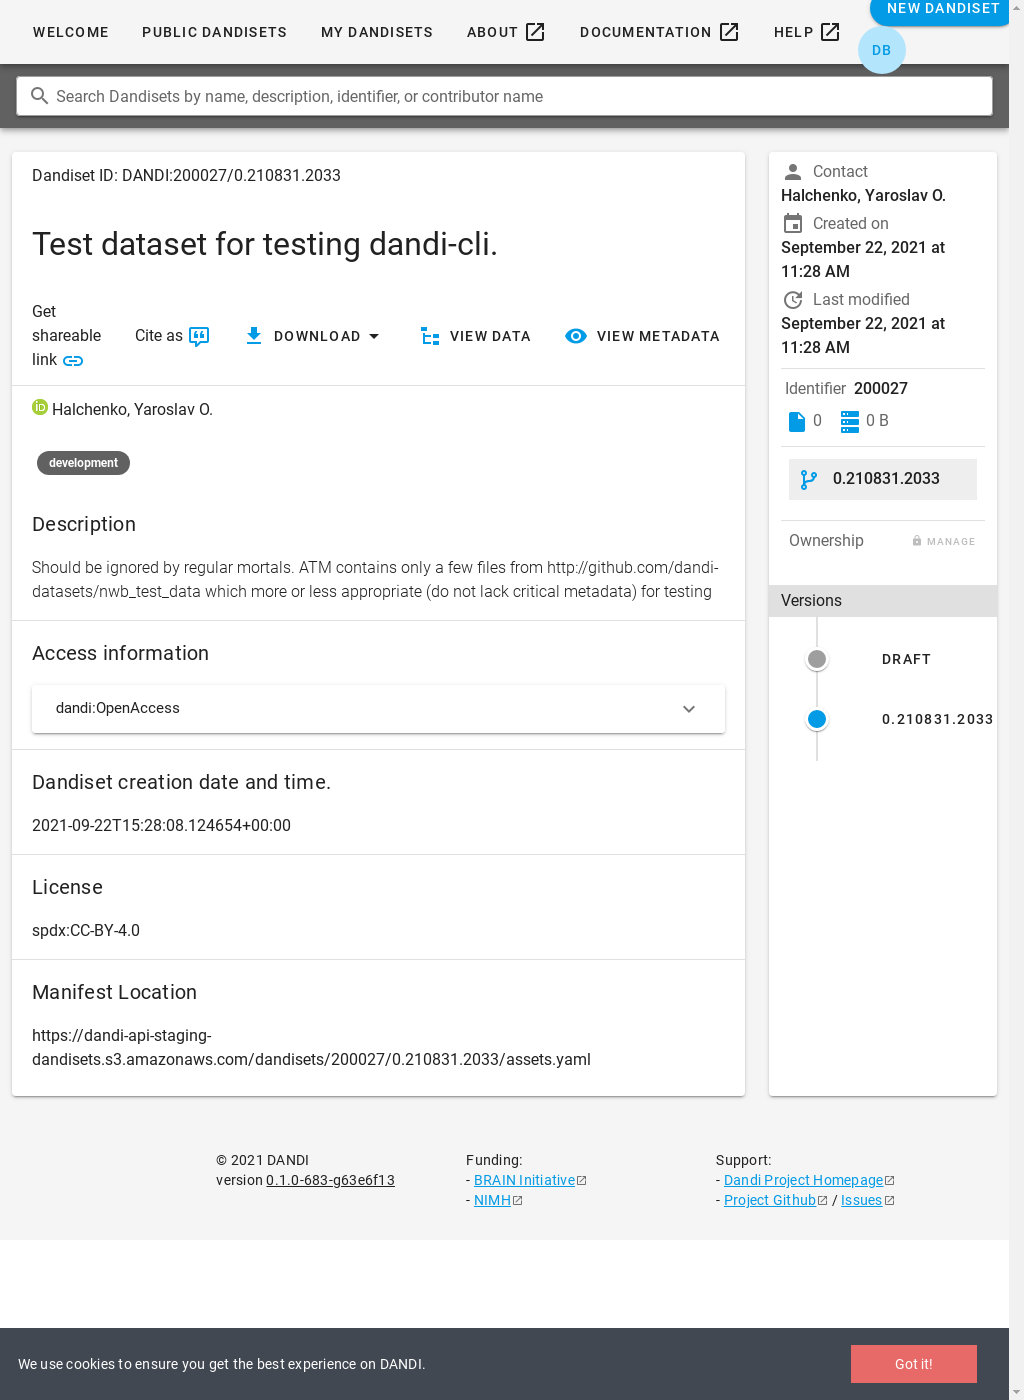 WELCOME PUBLIC DANDISETS MY DANDISETS ABOUT DOCUMENTATION HELP NEW DANDISET
DB
Search Dandisets by name, description, identifier, or contributor name
Dandiset ID: DANDI:200027/0.210831.2033
Test dataset for testing dandi-cli.
Get
shareable
link
Cite as
DOWNLOAD
VIEW DATA
VIEW METADATA
iD Halchenko, Yaroslav O.
development
Description
Should be ignored by regular mortals. ATM contains only a few files from http://github.com/dandi-
datasets/nwb_test_data which more or less appropriate (do not lack critical metadata) for testing
Access information
dandi:OpenAccess
Dandiset creation date and time.
2021-09-22T15:28:08.124654+00:00
License
spdx:CC-BY-4.0
Manifest Location
https://dandi-api-staging-
dandisets.s3.amazonaws.com/dandisets/200027/0.210831.2033/assets.yaml
Contact
Halchenko, Yaroslav O.
Created on
September 22, 2021 at
11:28 AM
Last modified
September 22, 2021 at
11:28 AM
Identifier 200027
0 0 B
0.210831.2033
Ownership MANAGE
Versions
DRAFT
0.210831.2033
© 2021 DANDI
version 0.1.0-683-g63e6f13
Funding:
- BRAIN Initiative
- NIMH
Support:
- Dandi Project Homepage
- Project Github / Issues
We use cookies to ensure you get the best experience on DANDI.
Got it!